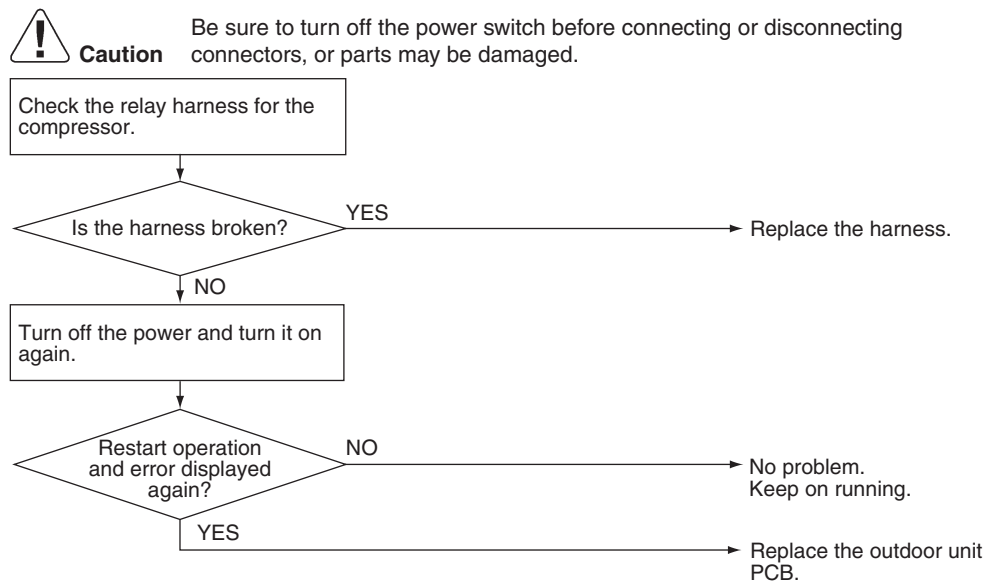 Be sure to turn off the power switch before connecting or disconnecting
Caution connectors, or parts may be damaged.
Check the relay harness for the
compressor.
Is the harness broken?
YES
Replace the harness.
NO
Turn off the power and turn it on
again.
Restart operation
and error displayed
again?
NO
No problem.
Keep on running.
YES
Replace the outdoor unit
PCB.